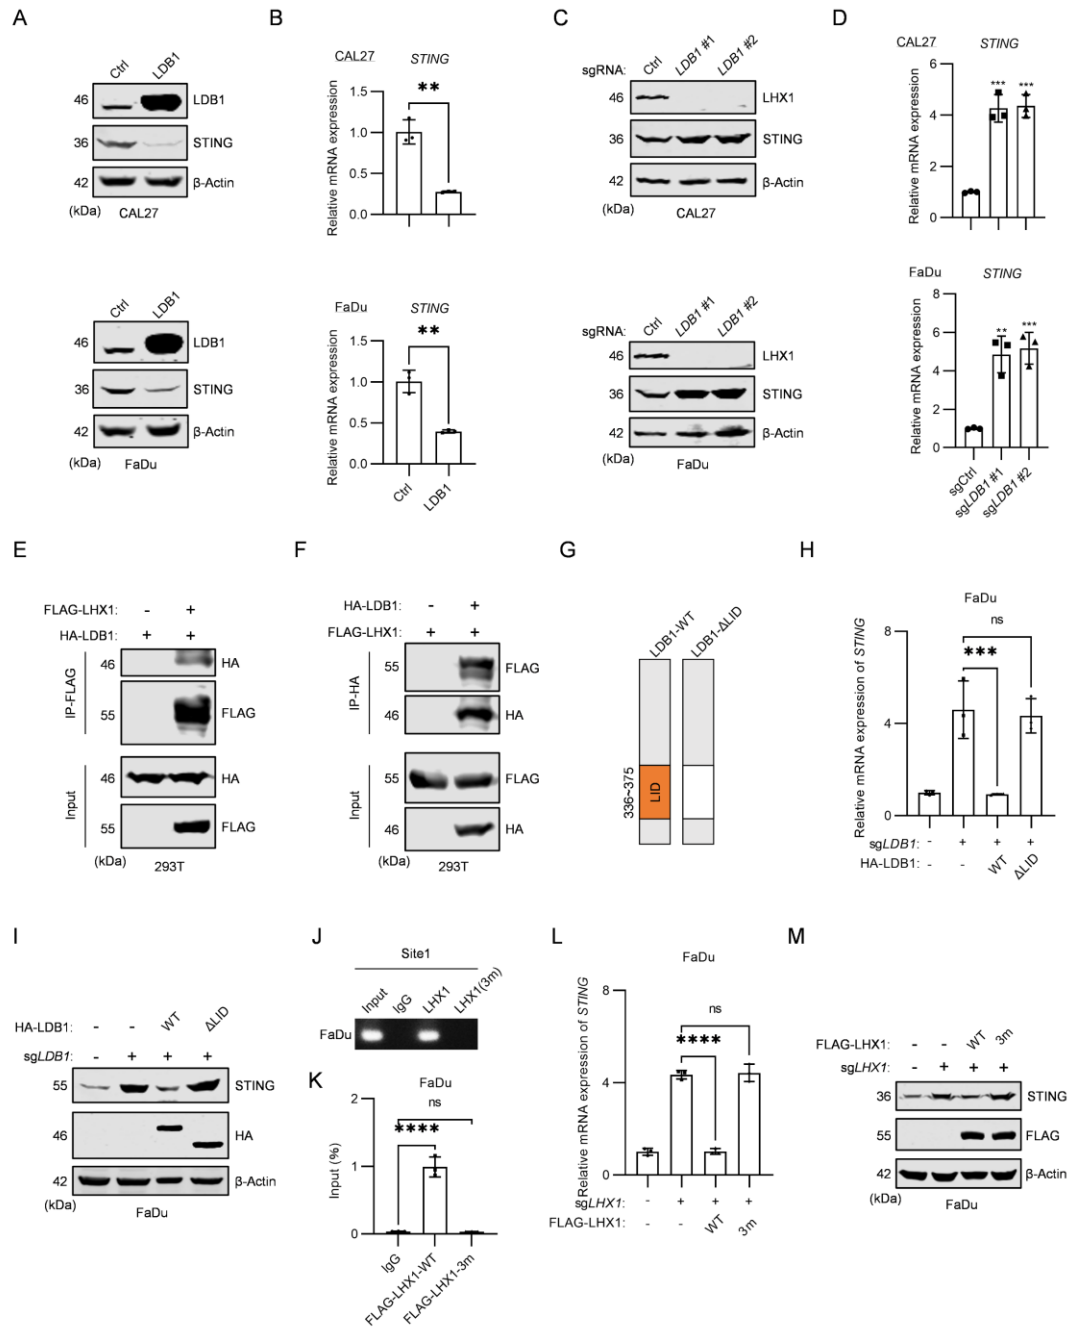 A
Ctrl LDB1
46 LDB1
36 STING
42 β-Actin
(kDa) CAL27
Ctrl LDB1
46 LDB1
36 STING
42 β-Actin
(kDa) FaDu
B
CAL27 STING
Relative mRNA expression
1.5
1.0
0.5
0.0
**
FaDu STING
Relative mRNA expression
1.5
1.0
0.5
0
**
Ctrl LDB1
C
sgRNA: Ctrl LDB1 #1 LDB1 #2
46 LHX1
36 STING
42 β-Actin
(kDa) CAL27
sgRNA: Ctrl LDB1 #1 LDB1 #2
46 LHX1
36 STING
42 β-Actin
(kDa) FaDu
D
CAL27 STING
Relative mRNA expression
6
4
2
0
*** ***
FaDu STING
Relative mRNA expression
8
6
4
2
0
** ***
sgCtrl sgLDB1 #1 sgLDB1 #2
E
FLAG-LHX1: - +
HA-LDB1: + +
IP-FLAG
46 HA
55 FLAG
Input
46 HA
55 FLAG
(kDa) 293T
F
HA-LDB1: - +
FLAG-LHX1: + +
IP-HA
55 FLAG
46 HA
Input
55 FLAG
46 HA
(kDa) 293T
G
LDB1-WT LDB1-ΔLID
336~375
LID
H
FaDu
Relative mRNA expression of STING
8
4
0
ns
***
sgLDB1: - + + +
HA-LDB1: - - WT ΔLID
I
HA-LDB1: - - WT ΔLID
sgLDB1: - + + +
55 STING
46 HA
42 β-Actin
(kDa) FaDu
J
Site1
Input IgG LHX1 LHX1(3m)
FaDu
K
FaDu
Input (%)
2
1
0
ns
****
IgG FLAG-LHX1-WT FLAG-LHX1-3m
L
FaDu
Relative mRNA expression of STING
8
4
0
ns
****
sgLHX1: - + + +
FLAG-LHX1: - - WT 3m
M
FLAG-LHX1: - - WT 3m
sgLHX1: - + + +
36 STING
55 FLAG
42 β-Actin
(kDa) FaDu